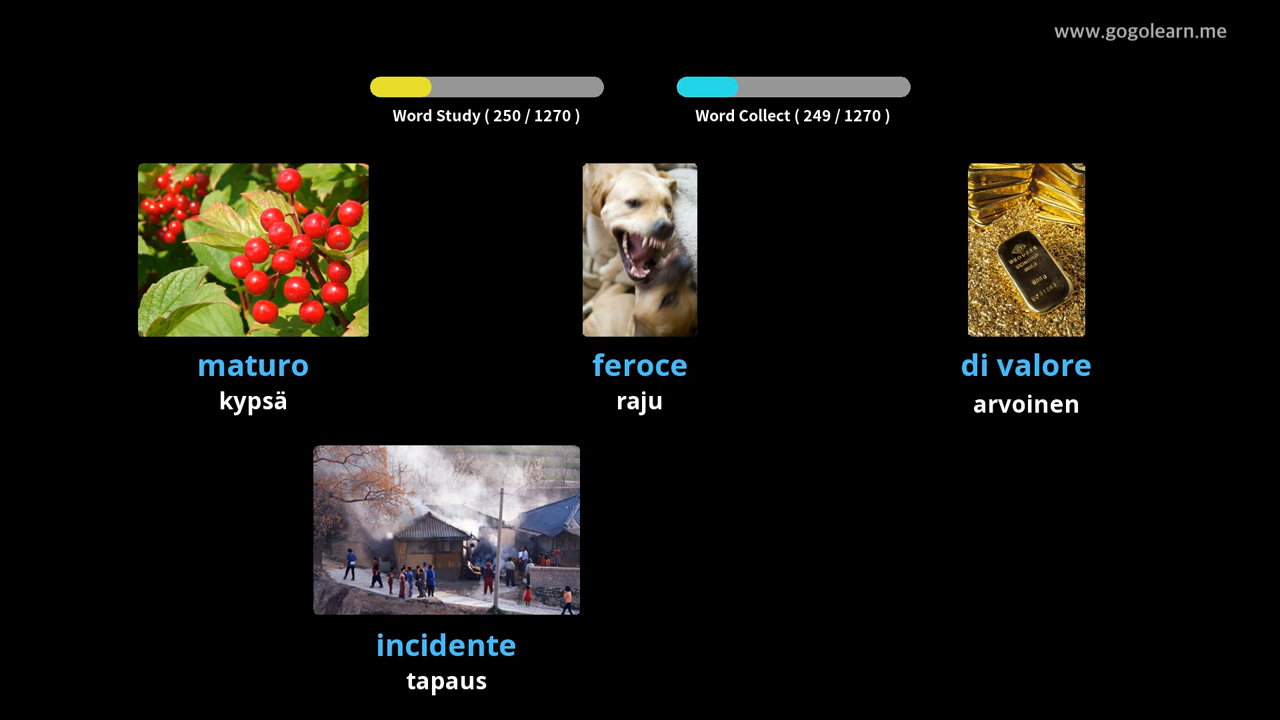 www.gogolearn.me
Word Study ( 250 / 1270 )
Word Collect ( 249 / 1270 )
maturo
kypsä
feroce
raju
di valore
arvoinen
incidente
tapaus